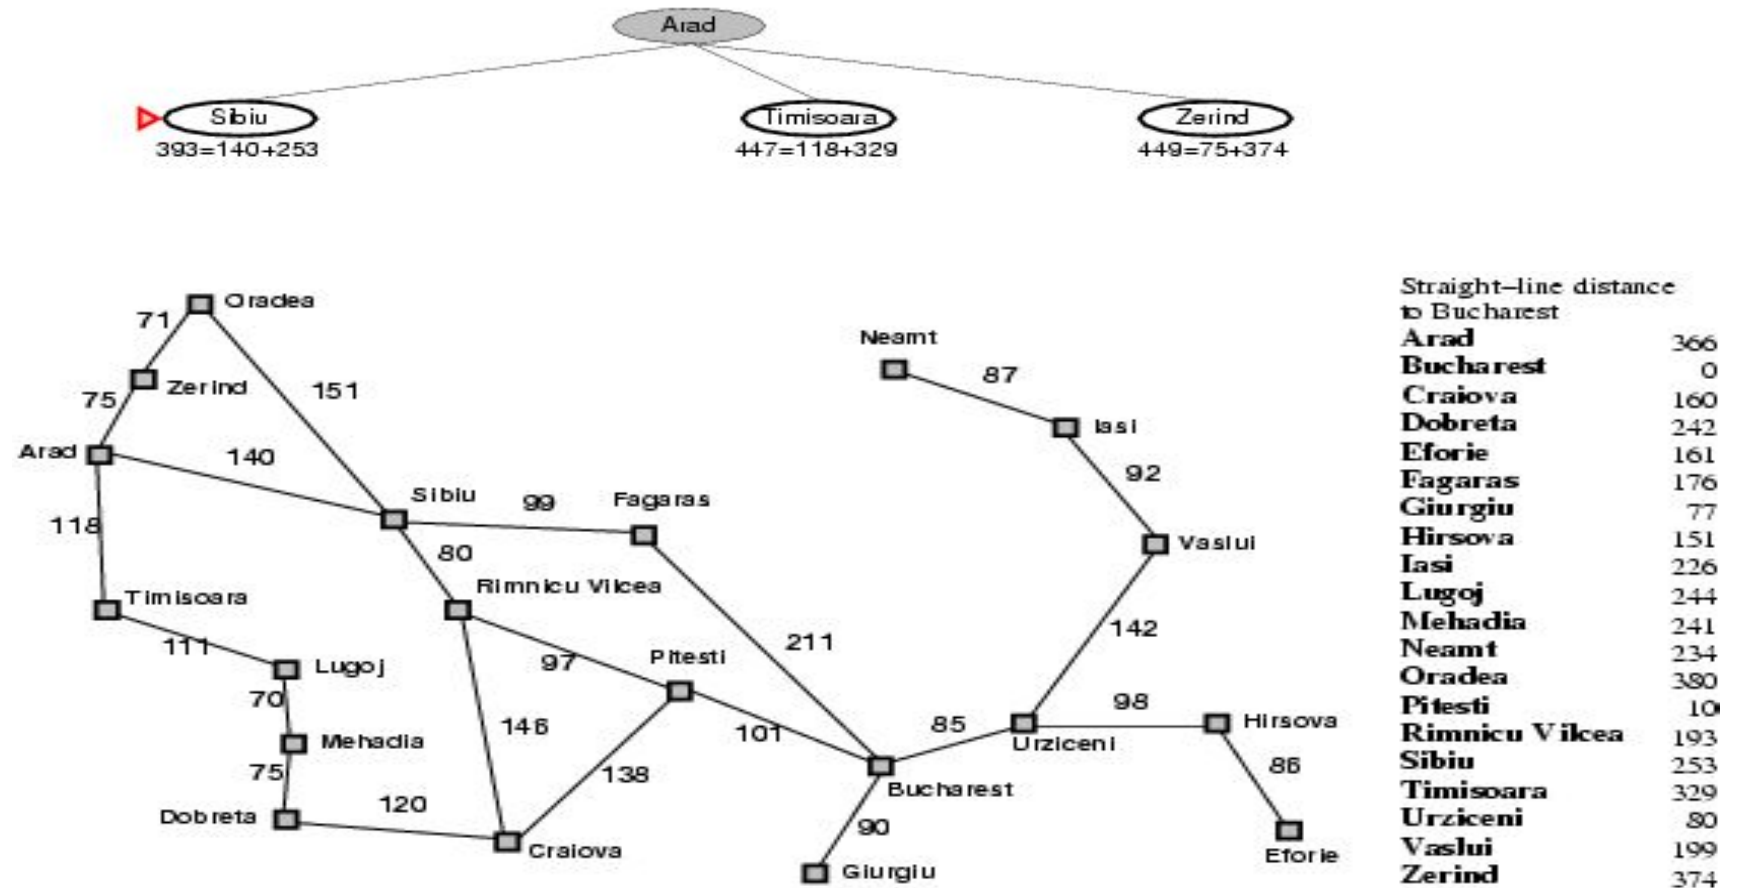 Arad
Sibiu
Timisoara
Zerind
393=140+253
447=118+329
449=75+374
Oradea
71
Neamt
87
Zerind
151
75
Iasi
Arad
140
92
Sibiu
99
Fagaras
118
80
Vaslui
Rimnicu Vilcea
Timisoara
142
111
211
Lugoj
97
Pitesti
70
98
Mehadia
146
101
85
Hirsova
Urziceni
75
138
86
Bucharest
120
Dobreta
90
Craiova
Eforie
Giurgiu
Straight-line distance
to Bucharest
Arad 366
Bucharest 0
Craiova 160
Dobreta 242
Eforie 161
Fagaras 176
Giurgiu 77
Hirsova 151
Iasi 226
Lugoj 244
Mehadia 241
Neamt 234
Oradea 380
Pitesti 10
Rimnicu Vilcea 193
Sibiu 253
Timisoara 329
Urziceni 80
Vaslui 199
Zerind 374